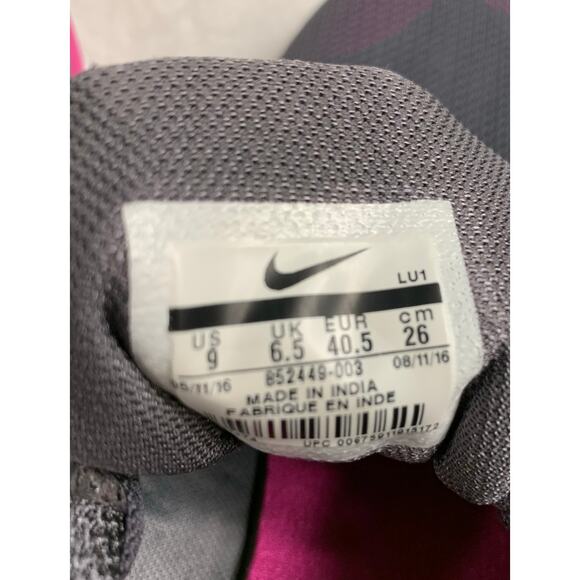 LU1
US UK EUR cm
9 6.5 40.5 26
/11/16 852449-003 08/11/16
MADE IN INDIA
FABRIQUE EN INDE
UPC